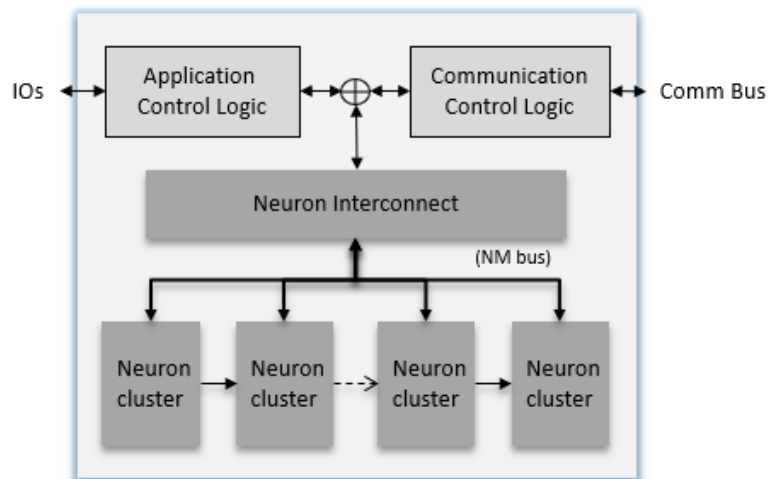 IOs
Application
Control Logic
Communication
Control Logic
Comm Bus
Neuron Interconnect
(NM bus)
Neuron
cluster
Neuron
cluster
Neuron
cluster
Neuron
cluster